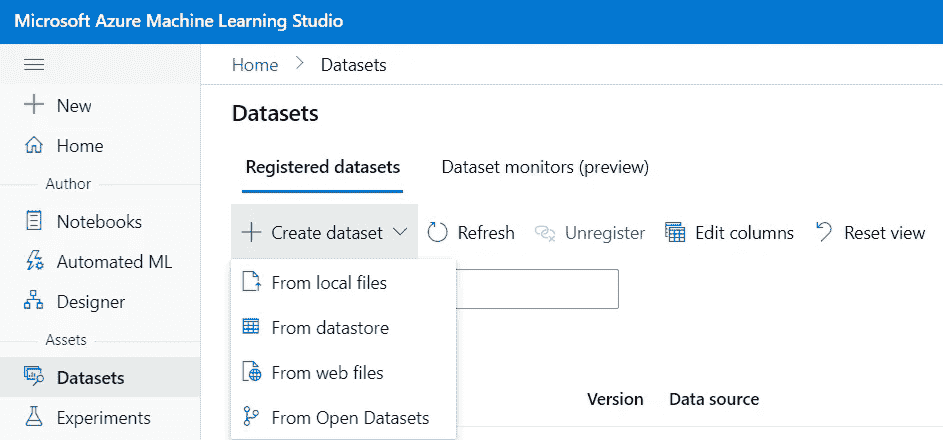 Microsoft Azure Machine Learning Studio
Home > Datasets
New
Home
Author
Notebooks
Automated ML
Designer
Assets
Datasets
Experiments
Datasets
Registered datasets Dataset monitors (preview)
Create dataset Refresh Unregister Edit columns Reset view
From local files
From datastore
From web files
From Open Datasets
Version Data source